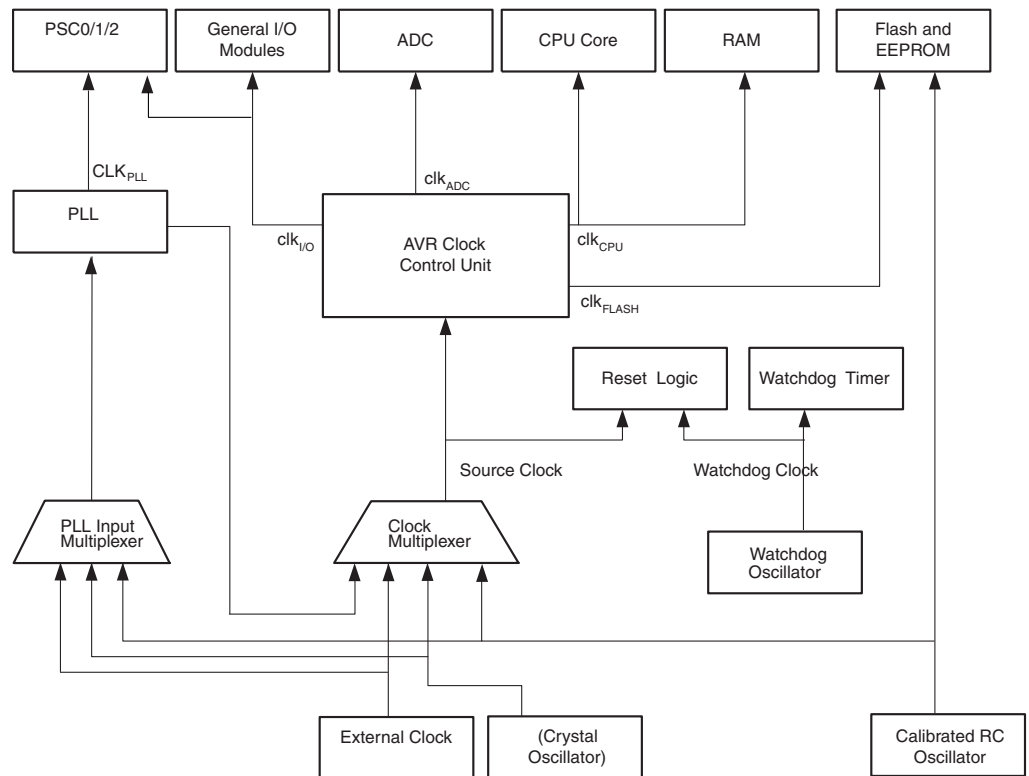 PSC0/1/2
General I/O
Modules
ADC
CPU Core
RAM
Flash and
EEPROM
CLKPLL
clkADC
PLL
clkI/O
AVR Clock
Control Unit
clkCPU
clkFLASH
Reset Logic
Watchdog Timer
Source Clock
Watchdog Clock
PLL Input
Multiplexer
Clock
Multiplexer
Watchdog
Oscillator
External Clock
(Crystal
Oscillator)
Calibrated RC
Oscillator